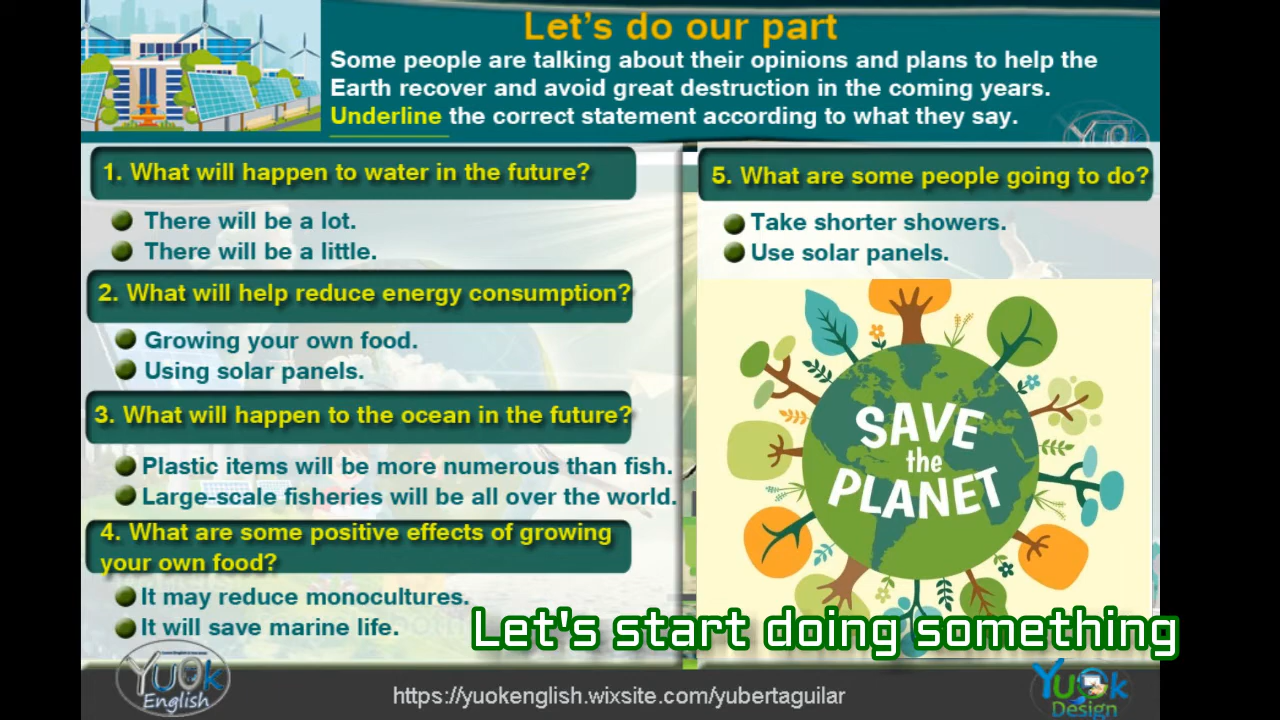 Let's do our part
Some people are talking about their opinions and plans to help the
Earth recover and avoid great destruction in the coming years.
Underline the correct statement according to what they say.
YuOk
1. What will happen to water in the future?
There will be a lot.
There will be a little.
2. What will help reduce energy consumption?
Growing your own food.
Using solar panels.
3. What will happen to the ocean in the future?
Plastic items will be more numerous than fish.
Large-scale fisheries will be all over the world.
4. What are some positive effects of growing
your own food?
It may reduce monocultures.
It will save marine life.
5. What are some people going to do?
Take shorter showers.
Use solar panels.
SAVE
the
PLANET
Let's start doing something
YuOk
English
https://yuokenglish.wixsite.com/yubertaguilar
YuOk
Design